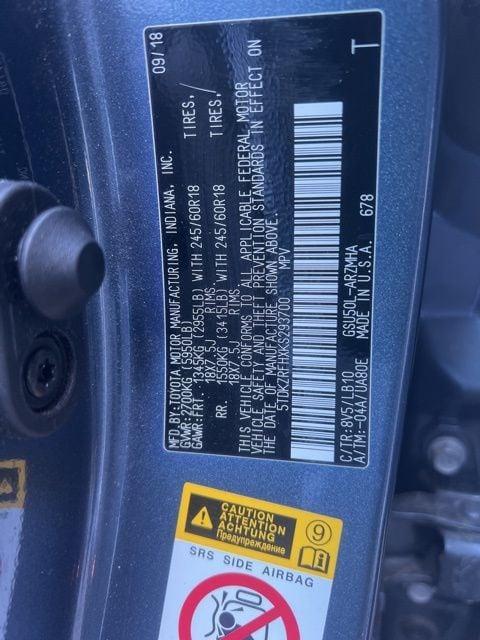 MFD.BY:TOYOTA MOTOR MANUFACTURING, INDIANA, INC. 09/18
GVWR:2700KG(5950LB)
GAWR:FRT. 1345KG(2955LB) WITH 245/60R18 TIRES,
18X7.5J RIMS,
RR. 1550KG(3415LB) WITH 245/60R18 TIRES,
18X7.5J RIMS,
THIS VEHICLE CONFORMS TO ALL APPLICABLE FEDERAL MOTOR
VEHICLE SAFETY AND THEFT PREVENTION STANDARDS IN EFFECT ON
THE DATE OF MANUFACTURE SHOWN ABOVE.
5TDKZRFHXKS293700 MPV
C/TR:8V5/LB10 GSU50L-ARZMHA
A/TM:-04A/UA80E MADE IN U.S.A. 678
T
CAUTION
ATTENTION
ACHTUNG
Предупреждение
9
SRS SIDE AIRBAG